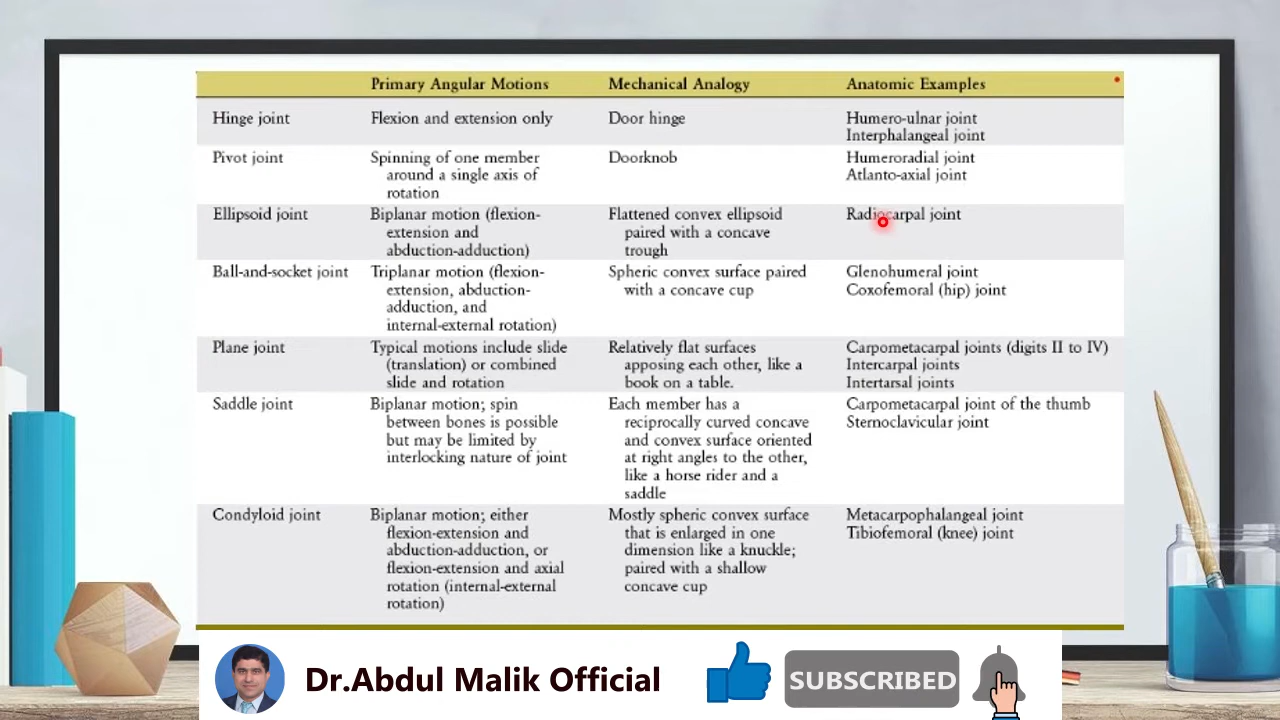 Primary Angular Motions Mechanical Analogy Anatomic Examples
Hinge joint Flexion and extension only Door hinge Humero-ulnar joint
Interphalangeal joint
Pivot joint Spinning of one member Doorknob Humeroradial joint
around a single axis of Atlanto-axial joint
rotation
Ellipsoid joint Biplanar motion (flexion- Flattened convex ellipsoid Radiocarpal joint
extension and paired with a concave
abduction-adduction) trough
Ball-and-socket joint Triplanar motion (flexion- Spheric convex surface paired Glenohumeral joint
extension, abduction- with a concave cup Coxofemoral (hip) joint
adduction, and
internal-external rotation)
Plane joint Typical motions include slide Relatively flat surfaces Carpometacarpal joints (digits II to IV)
(translation) or combined apposing each other, like a Intercarpal joints
slide and rotation book on a table. Intertarsal joints
Saddle joint Biplanar motion; spin Each member has a Carpometacarpal joint of the thumb
between bones is possible reciprocally curved concave Sternoclavicular joint
but may be limited by and convex surface oriented
interlocking nature of joint at right angles to the other,
like a horse rider and a
saddle
Condyloid joint Biplanar motion; either Mostly spheric convex surface Metacarpophalangeal joint
flexion-extension and that is enlarged in one Tibiofemoral (knee) joint
abduction-adduction, or dimension like a knuckle;
flexion-extension and axial paired with a shallow
rotation (internal-external concave cup
rotation)
Dr.Abdul Malik Official SUBSCRIBED